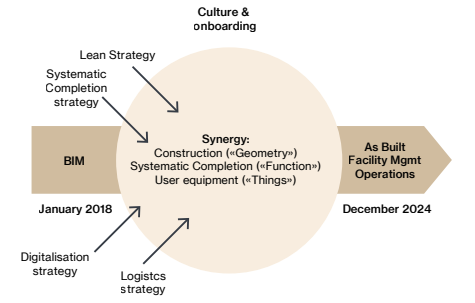 Culture &
onboarding
Lean Strategy
Systematic
Completion
strategy
Synergy:
Construction («Geometry»)
Systematic Completion («Function»)
User equipment («Things»)
BIM
As Built
Facility Mgmt
Operations
January 2018
December 2024
Digitalisation
strategy
Logistcs
strategy